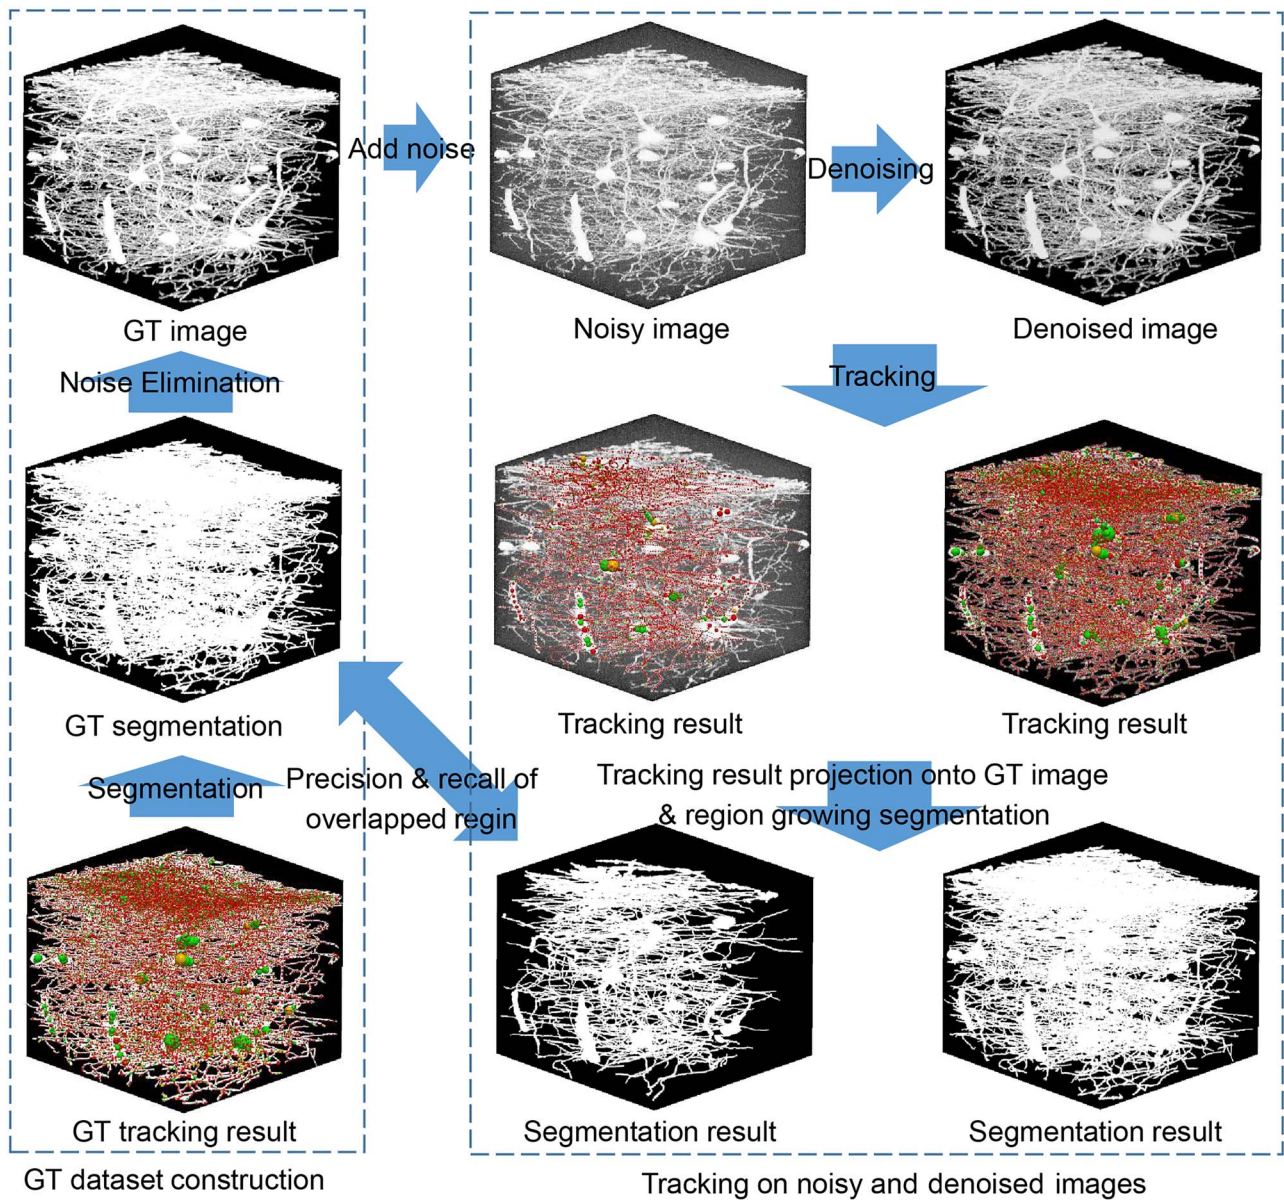 Add noise
Denoising
GT image
Noisy image
Denoised image
Noise Elimination
Tracking
GT segmentation
Tracking result
Tracking result
Segmentation
Precision & recall of
overlapped regin
Tracking result projection onto GT image
& region growing segmentation
GT tracking result
Segmentation result
Segmentation result
GT dataset construction
Tracking on noisy and denoised images